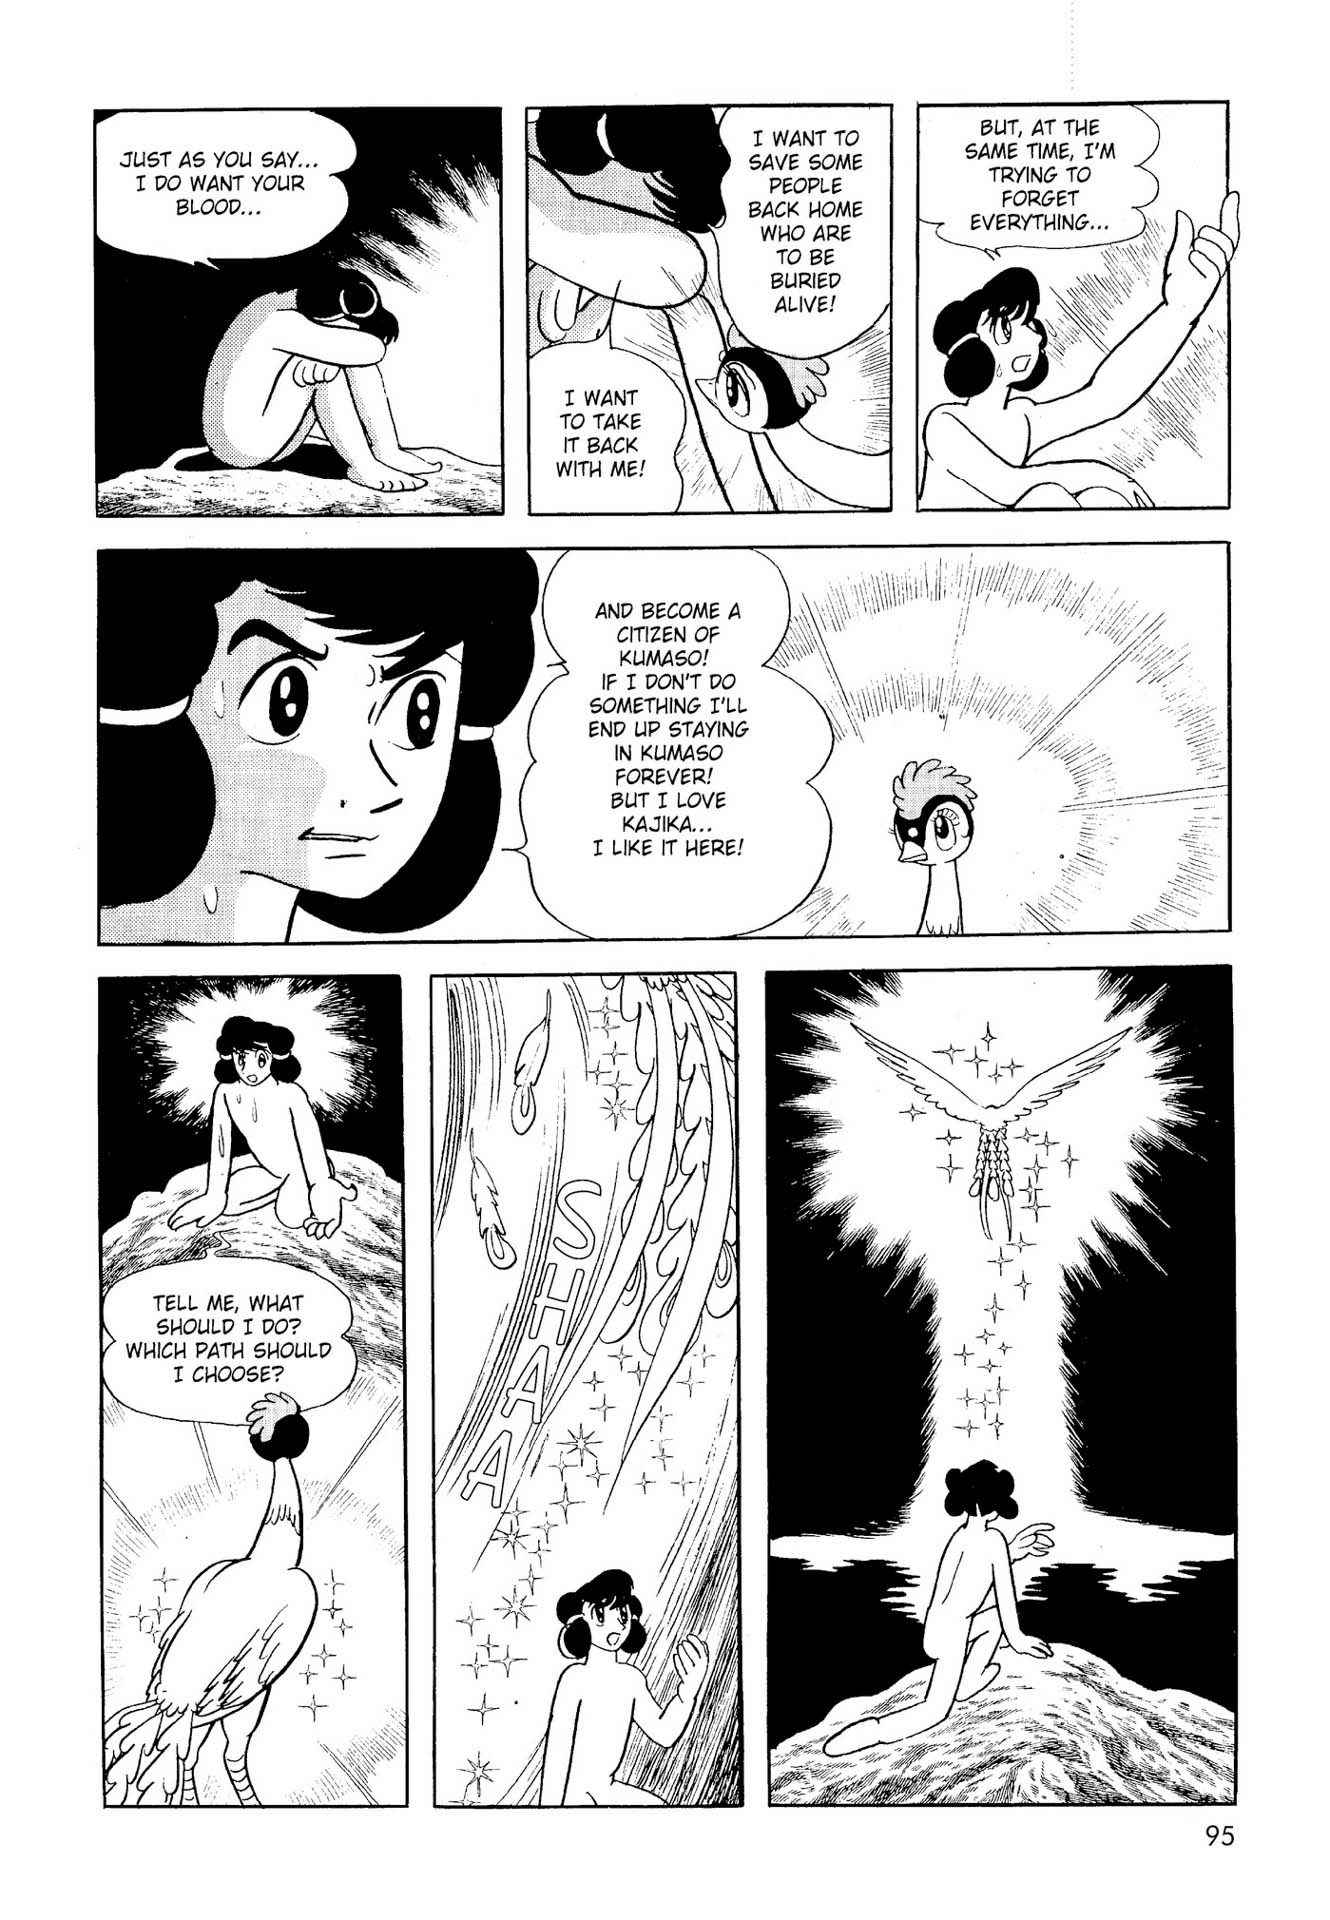 JUST AS YOU SAY...
I DO WANT YOUR
BLOOD...
I WANT TO
SAVE SOME
PEOPLE
BACK HOME
WHO ARE
TO BE
BURIED
ALIVE!
I WANT
TO TAKE
IT BACK
WITH ME!
BUT, AT THE
SAME TIME, I'M
TRYING TO
FORGET
EVERYTHING...
AND BECOME A
CITIZEN OF
KUMASO!
IF I DON'T DO
SOMETHING I'LL
END UP STAYING
IN KUMASO
FOREVER!
BUT I LOVE
KAJIKA...
I LIKE IT HERE!
TELL ME, WHAT
SHOULD I DO?
WHICH PATH SHOULD
I CHOOSE?
SHAAA
95